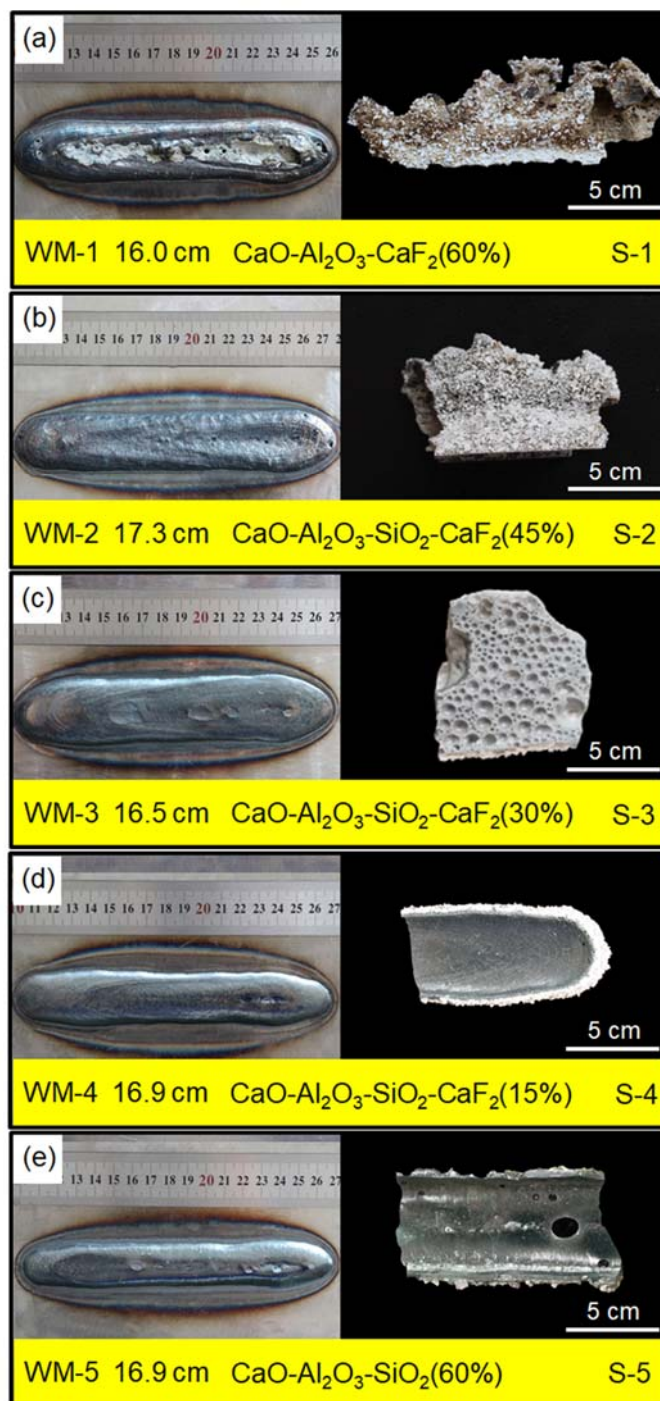 (a)
13 14 15 16 17 18 19 20 21 22 23 24 25 26
5 cm
WM-1 16.0 cm CaO-Al₂O₃-CaF₂(60%) S-1
(b)
13 14 15 16 17 18 19 20 21 22 23 24 25 26 27
5 cm
WM-2 17.3 cm CaO-Al₂O₃-SiO₂-CaF₂(45%) S-2
(c)
13 14 15 16 17 18 19 20 21 22 23 24 25 26 27
5 cm
WM-3 16.5 cm CaO-Al₂O₃-SiO₂-CaF₂(30%) S-3
(d)
10 11 12 13 14 15 16 17 18 19 20 21 22 23 24 25 26 27
5 cm
WM-4 16.9 cm CaO-Al₂O₃-SiO₂-CaF₂(15%) S-4
(e)
13 14 15 16 17 18 19 20 21 22 23 24 25 26 27
5 cm
WM-5 16.9 cm CaO-Al₂O₃-SiO₂(60%) S-5